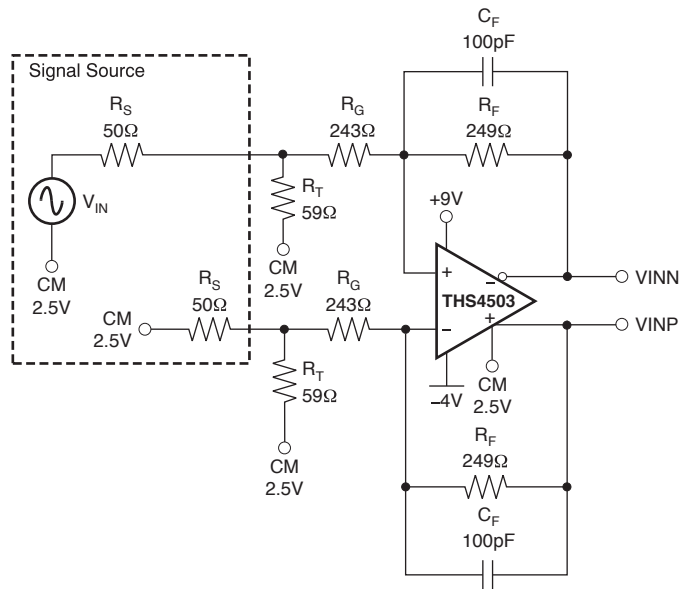 C_F
100pF
Signal Source
R_S
50Ω
R_G
243Ω
R_F
249Ω
V_IN
R_T
59Ω
+9V
CM
2.5V
CM
2.5V
R_S
50Ω
R_G
243Ω
+
−
THS4503
VINN
CM
2.5V
−
+
VINP
R_T
59Ω
−4V
CM
2.5V
R_F
249Ω
CM
2.5V
C_F
100pF